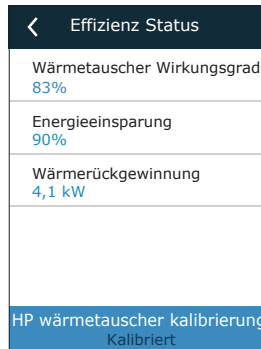 Effizienz Status
Wärmetauscher Wirkungsgrad
83%
Energieeinsparung
90%
Wärmerückgewinnung
4,1 kW
HP wärmetauscher kalibrierung
Kalibriert